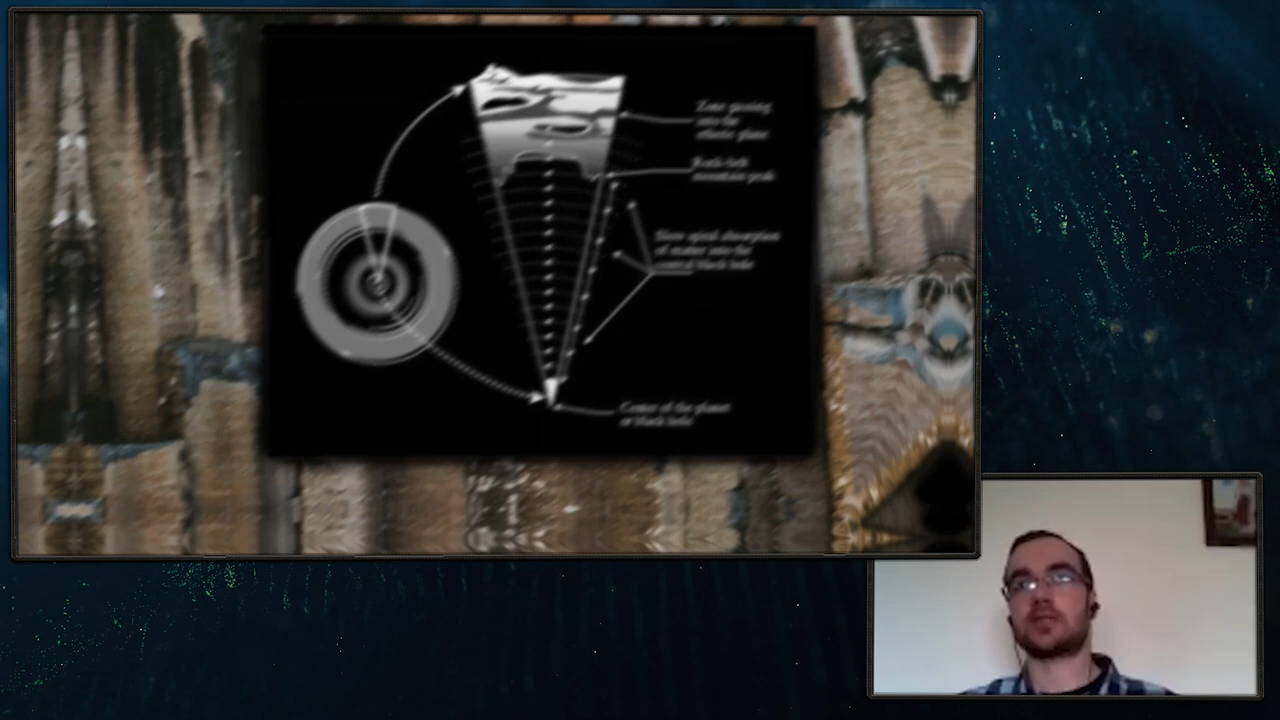 Zone passing
into the
etheric plane
Rock-belt
mountain peak
Slow spiral absorption
of matter into the
central black hole
Center of the planet
or black hole